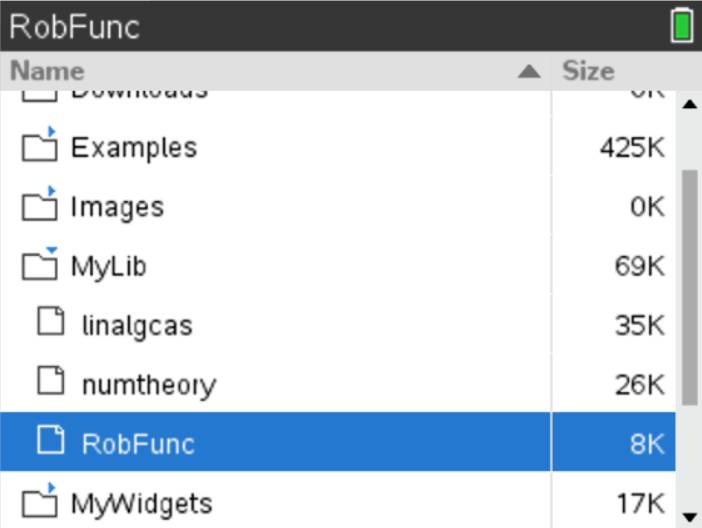 RobFunc
Name Size
Downloads 0K
Examples 425K
Images 0K
MyLib 69K
linalgcas 35K
numtheory 26K
RobFunc 8K
MyWidgets 17K